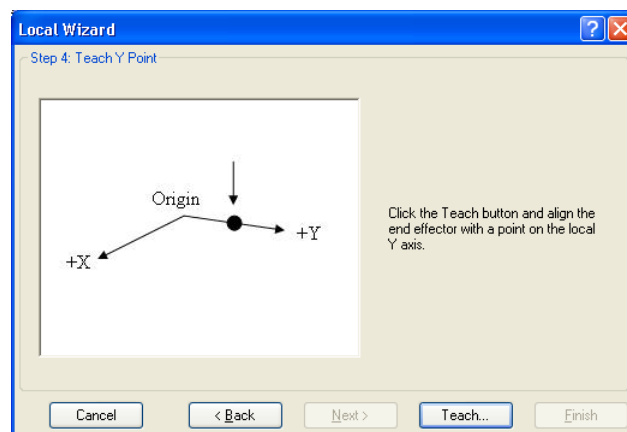 Local Wizard
Step 4: Teach Y Point
Origin
+Y
+X
Click the Teach button and align the
end effector with a point on the local
Y axis.
Cancel
< Back
Next >
Teach...
Finish